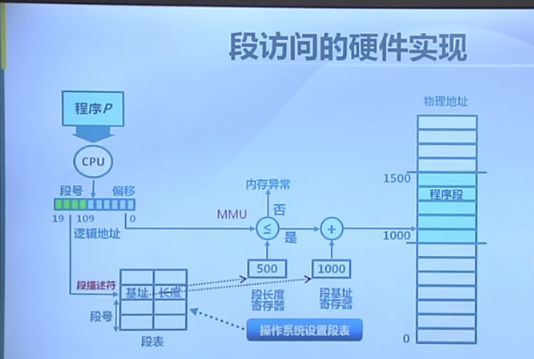 段访问的硬件实现
程序P
CPU
段号 偏移
19 10 9 0
逻辑地址
MMU
内存异常
否
≤
是
+
500
1000
段长度
寄存器
段基址
寄存器
段描述符
基址 长度
段号
段表
操作系统设置段表
物理地址
1500
程序段
1000
0